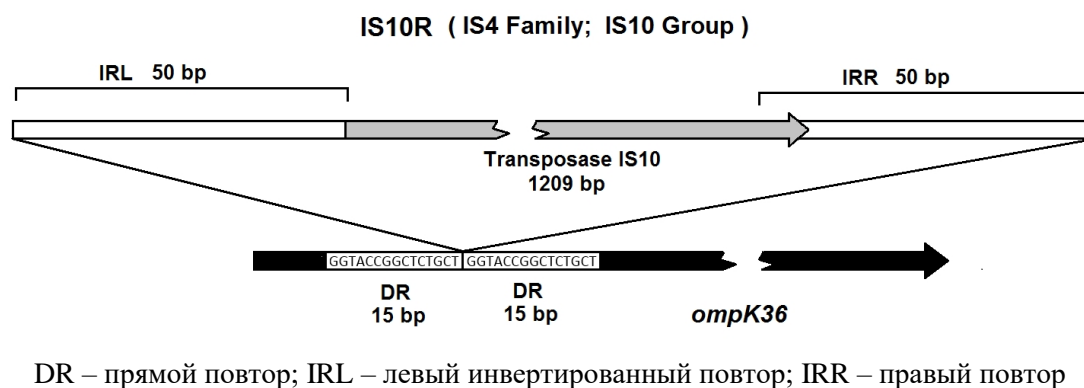 IS10R ( IS4 Family; IS10 Group )
IRL 50 bp
IRR 50 bp
Transposase IS10
1209 bp
GGTACCGGCTCTGCT GGTACCGGCTCTGCT
DR DR
15 bp 15 bp
ompK36
DR – прямой повтор; IRL – левый инвертированный повтор; IRR – правый повтор